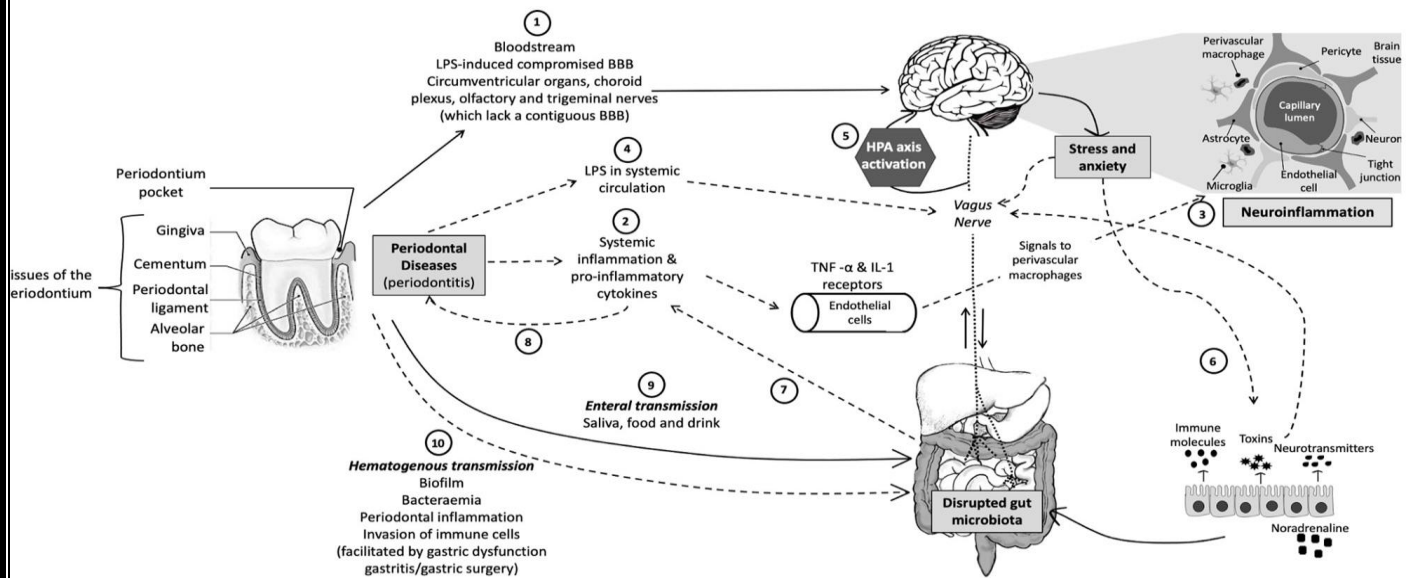 1
Bloodstream
LPS-induced compromised BBB
Circumventricular organs, choroid
plexus, olfactory and trigeminal nerves
(which lack a contiguous BBB)
Periodontium
pocket
issues of the
eriodontium
Gingiva
Cementum
Periodontal
ligament
Alveolar
bone
Periodontal
Diseases
(periodontitis)
4
LPS in systemic
circulation
2
Systemic
inflammation &
pro-inflammatory
cytokines
8
TNF -α & IL-1
receptors
Endothelial
cells
Signals to
perivascular
macrophages
5
HPA axis
activation
Vagus
Nerve
Stress and
anxiety
Perivascular
macrophage
Pericyte
Brain
tissue
Capillary
lumen
Astrocyte
Neuron
Tight
junction
Endothelial
cell
Microglia
3
Neuroinflammation
6
7
9
Enteral transmission
Saliva, food and drink
10
Hematogenous transmission
Biofilm
Bacteraemia
Periodontal inflammation
Invasion of immune cells
(facilitated by gastric dysfunction
gastritis/gastric surgery)
Disrupted gut
microbiota
Immune
molecules
Toxins
Neurotransmitters
Noradrenaline